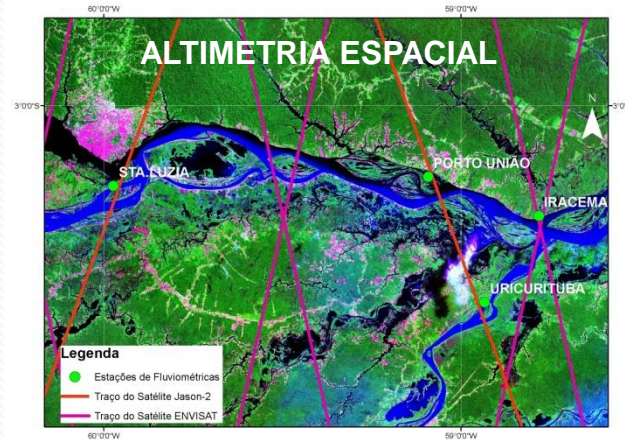 60°0'0"W
59°0'0"W
ALTIMETRIA ESPACIAL
3°0'0"S
3°0'0"S
N
PORTO UNIÃO
STA.LUZIA
IRACEMA
URICURITUBA
Legenda
Estações de Fluviométricas
Traço do Satélite Jason-2
Traço do Satélite ENVISAT
60°0'0"W
59°0'0"W